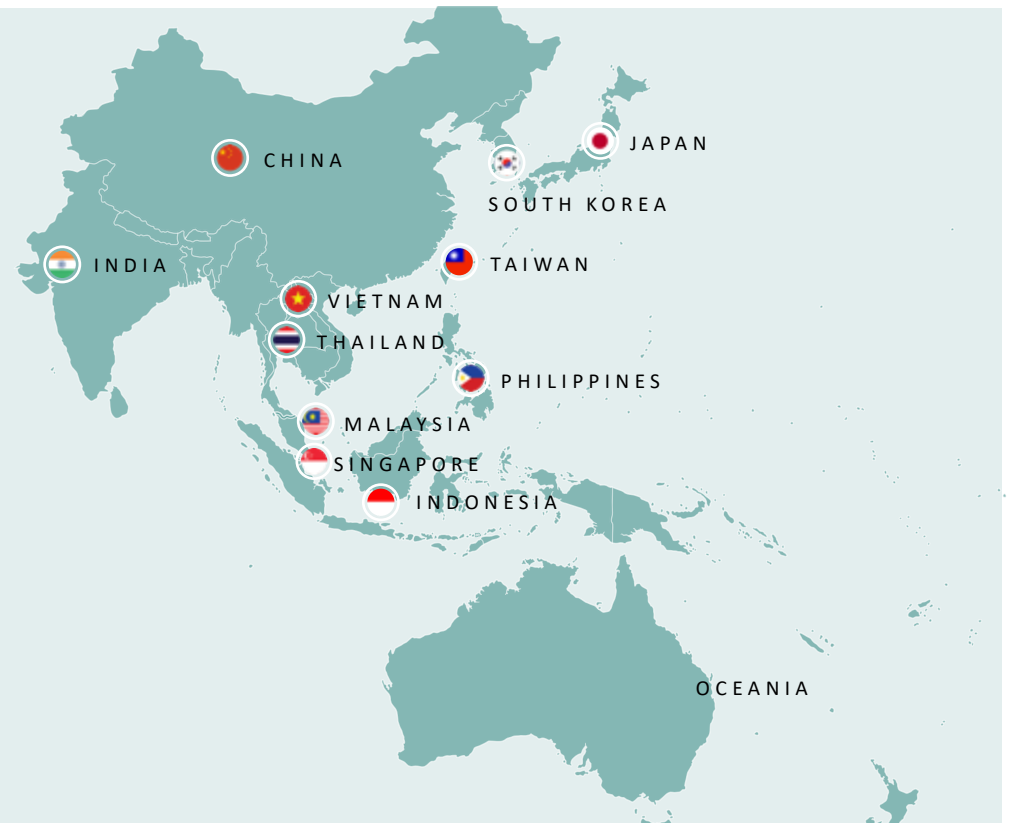 JAPAN
CHINA
SOUTH KOREA
TAIWAN
INDIA
VIETNAM
THAILAND
PHILIPPINES
MALAYSIA
SINGAPORE
INDONESIA
OCEANIA